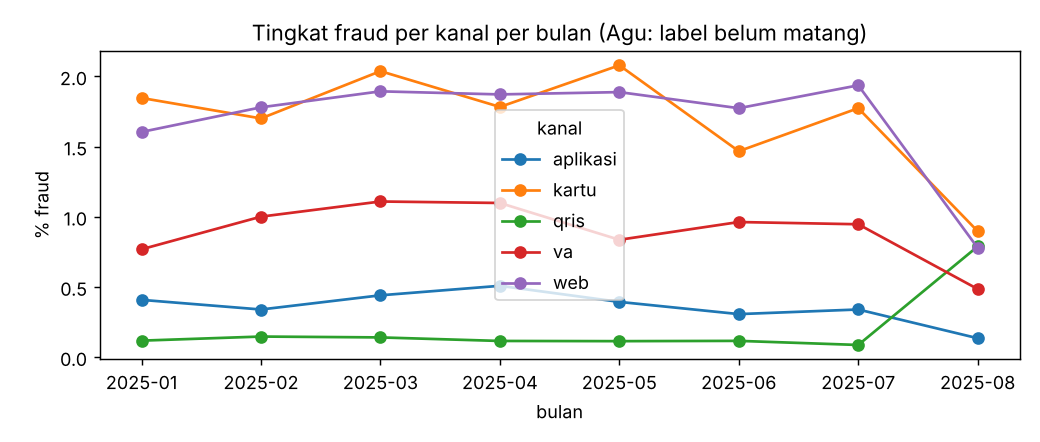 Tingkat fraud per kanal per bulan (Agu: label belum matang)
% fraud
2.0
1.5
1.0
0.5
0.0
kanal
aplikasi
kartu
qris
va
web
2025-01 2025-02 2025-03 2025-04 2025-05 2025-06 2025-07 2025-08
bulan